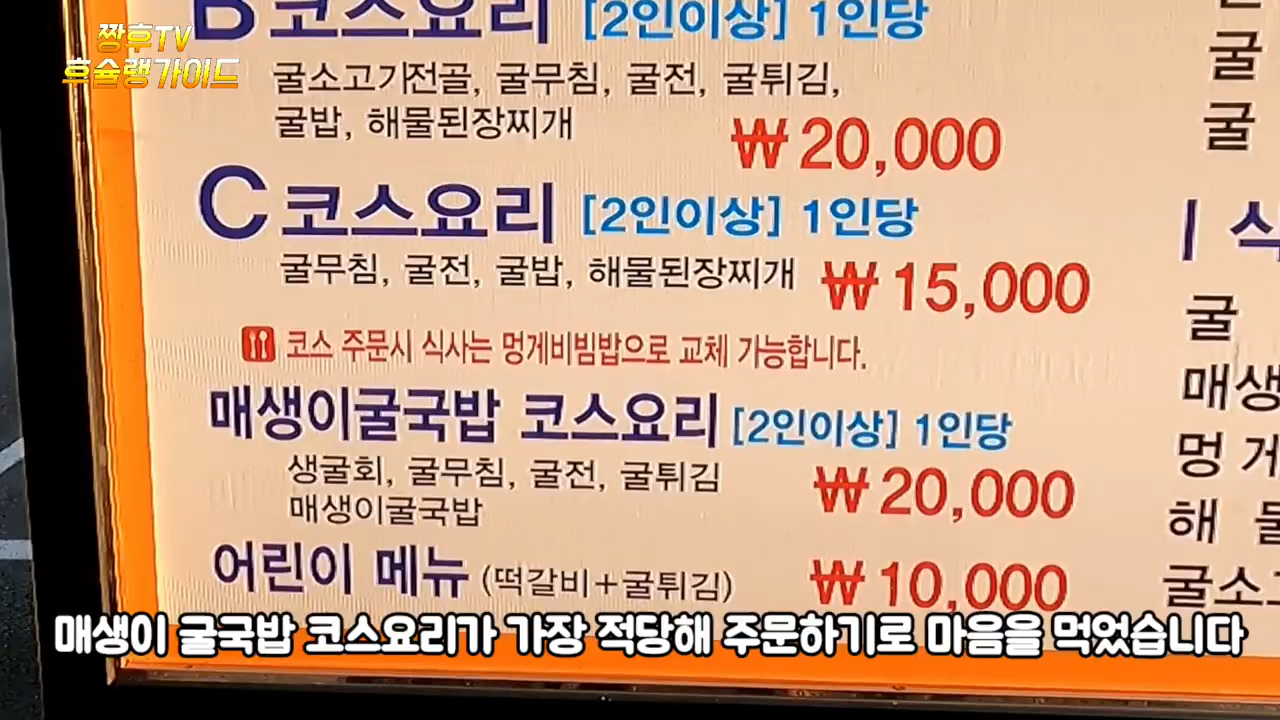 짱후TV
후슐랭가이드
B코스요리 [2인이상] 1인당
굴소고기전골, 굴무침, 굴전, 굴튀김,
굴밥, 해물된장찌개
₩20,000
C코스요리 [2인이상] 1인당
굴무침, 굴전, 굴밥, 해물된장찌개 ₩15,000
코스 주문시 식사는 멍게비빔밥으로 교체 가능합니다.
매생이굴국밥 코스요리 [2인이상] 1인당
생굴회, 굴무침, 굴전, 굴튀김 ₩20,000
매생이굴국밥
어린이 메뉴 (떡갈비+굴튀김) ₩10,000
굴
굴
식
굴
매생
멍게
해물
굴소
매생이 굴국밥 코스요리가 가장 적당해 주문하기로 마음을 먹었습니다